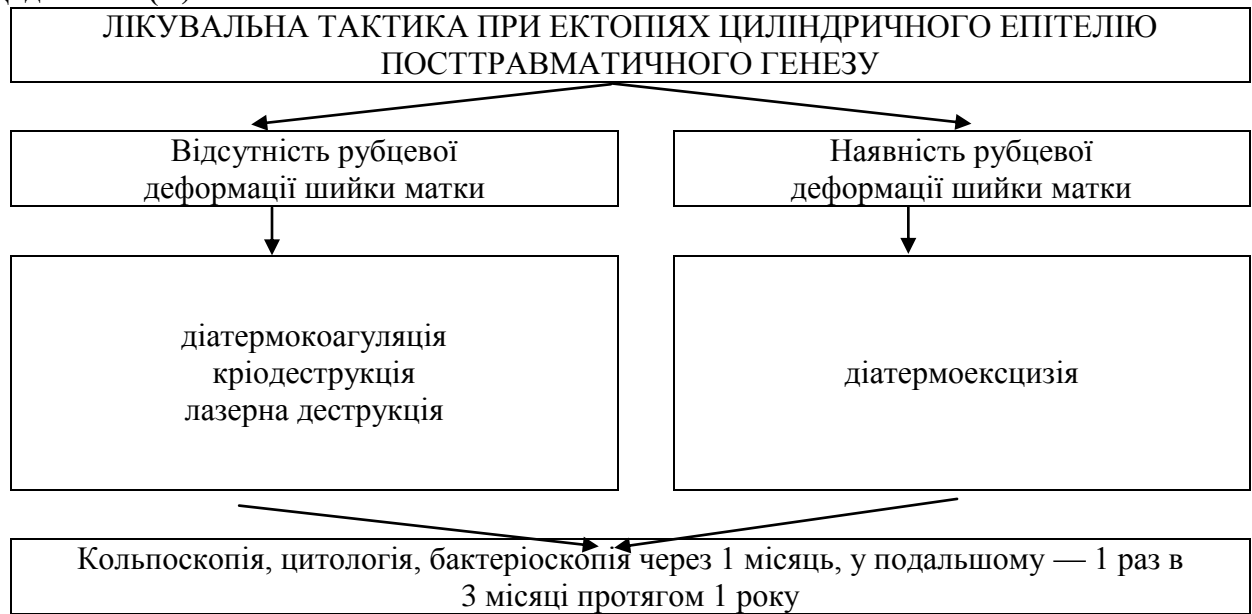 ЛІКУВАЛЬНА ТАКТИКА ПРИ ЕКТОПІЯХ ЦИЛІНДРИЧНОГО ЕПІТЕЛІЮ
ПОСТТРАВМАТИЧНОГО ГЕНЕЗУ
Відсутність рубцевої
деформації шийки матки
Наявність рубцевої
деформації шийки матки
діатермокоагуляція
кріодеструкція
лазерна деструкція
діатермоексцизія
Кольпоскопія, цитологія, бактеріоскопія через 1 місяць, у подальшому — 1 раз в
3 місяці протягом 1 року